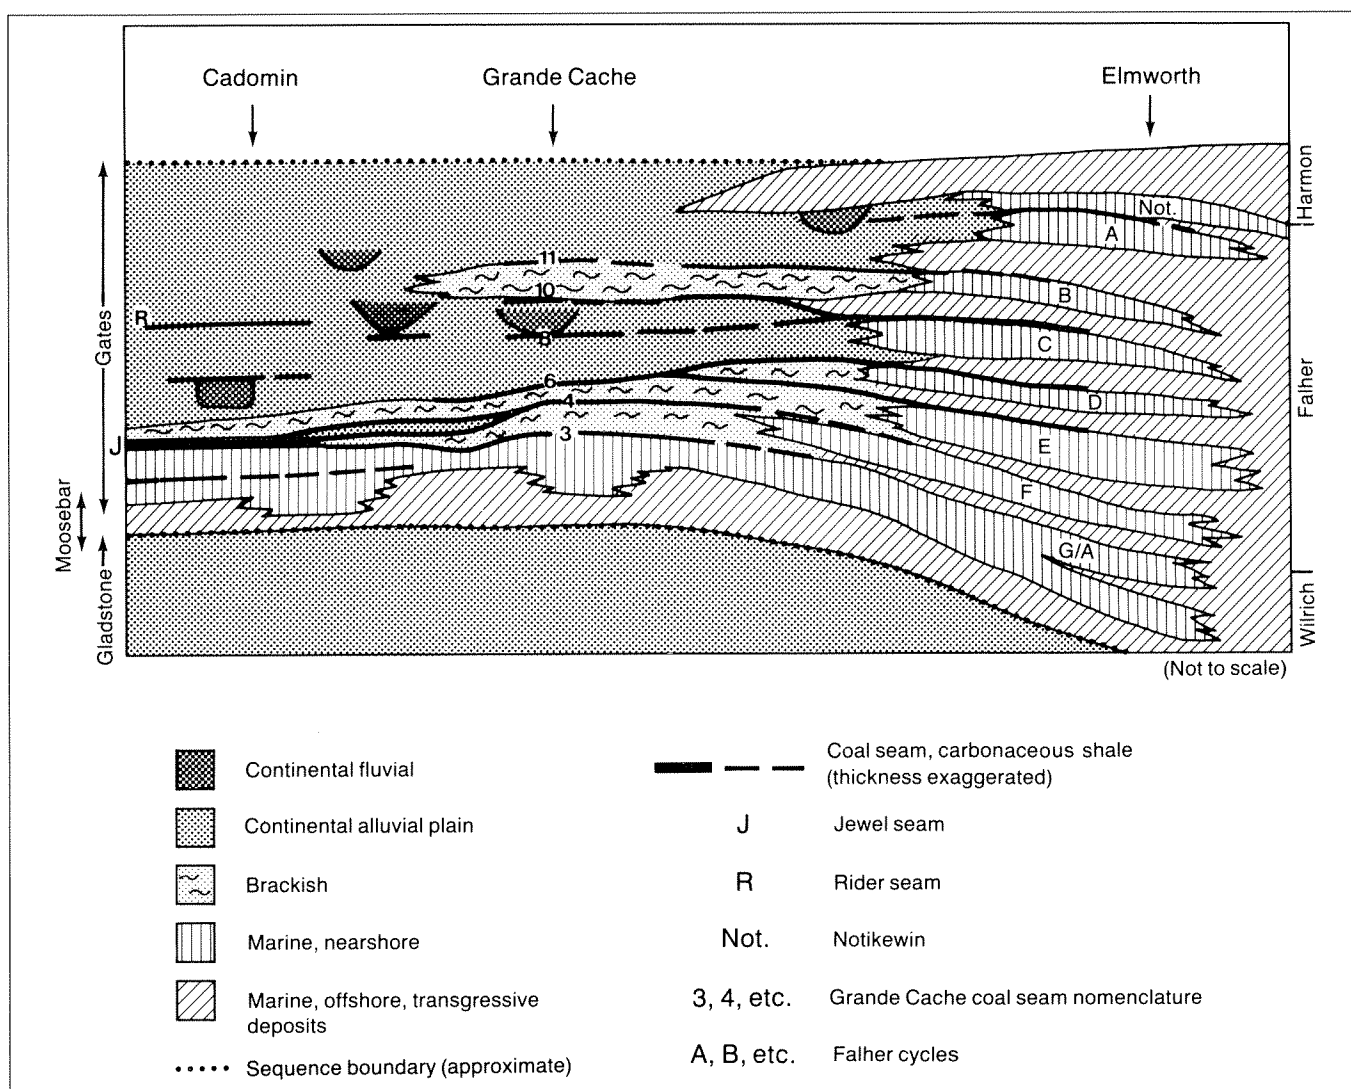 Cadomin
Grande Cache
Elmworth
Harmon
Not.
A
11
B
10
R
Gates
8
C
Falher
6
D
4
J
3
E
F
Moosebar
G/A
Gladstone
Wilrich
(Not to scale)
Continental fluvial
Continental alluvial plain
Brackish
Marine, nearshore
Marine, offshore, transgressive
deposits
Sequence boundary (approximate)
Coal seam, carbonaceous shale
(thickness exaggerated)
J Jewel seam
R Rider seam
Not. Notikewin
3, 4, etc. Grande Cache coal seam nomenclature
A, B, etc. Falher cycles